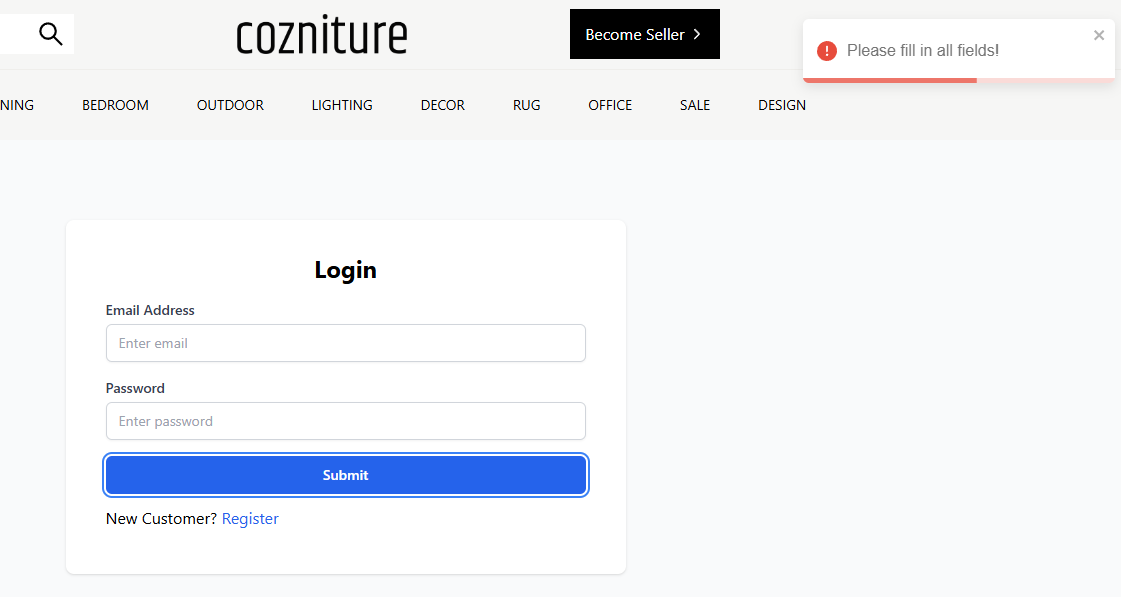 cozniture
Become Seller
Please fill in all fields!
NING BEDROOM OUTDOOR LIGHTING DECOR RUG OFFICE SALE DESIGN
Login
Email Address
Enter email
Password
Enter password
Submit
New Customer? Register